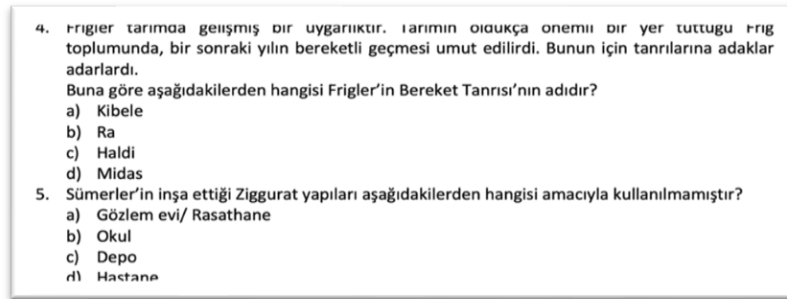 4. Frigler tarımda gelişmiş bir uygarlıktır. Tarımın oldukça önemli bir yer tuttuğu Frig
toplumunda, bir sonraki yılın bereketli geçmesi umut edilirdi. Bunun için tanrılarına adaklar
adarlardı.
Buna göre aşağıdakilerden hangisi Frigler’in Bereket Tanrısı’nın adıdır?
a) Kibele
b) Ra
c) Haldi
d) Midas
5. Sümerler’in inşa ettiği Ziggurat yapıları aşağıdakilerden hangisi amacıyla kullanılmamıştır?
a) Gözlem evi/ Rasathane
b) Okul
c) Depo
d) Hastane